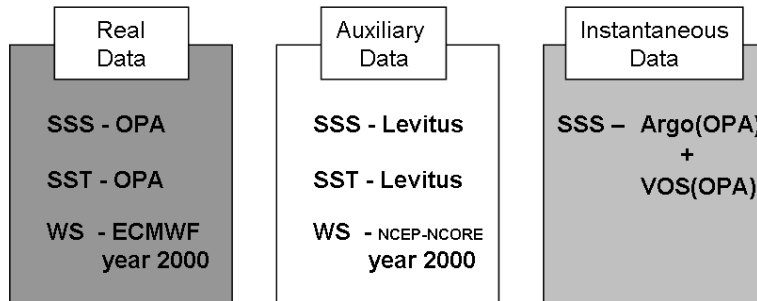 Real
Data
SSS - OPA
SST - OPA
WS - ECMWF
year 2000
Auxiliary
Data
SSS - Levitus
SST - Levitus
WS - NCEP-NCORE
year 2000
Instantaneous
Data
SSS – Argo(OPA)
+
VOS(OPA)